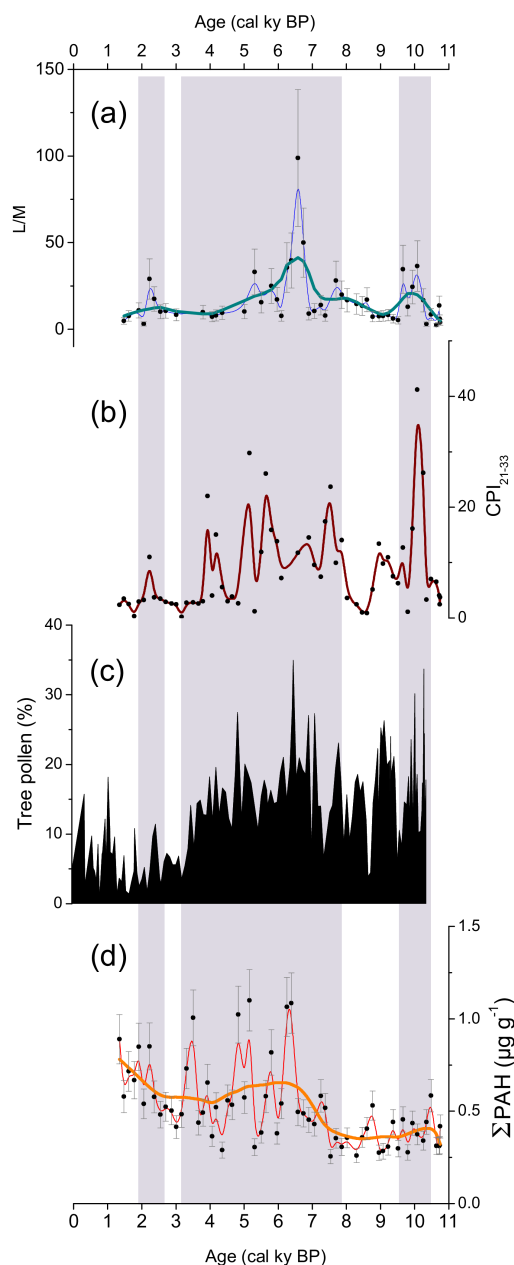 Age (cal ky BP)
0 1 2 3 4 5 6 7 8 9 10 11
150
(a)
100
L/M
50
0
(b)
40
CPI21-33
20
0
40
(c)
30
Tree pollen (%)
20
10
0
(d)
1.5
1.0
ΣPAH (µg g-1)
0.5
0.0
0 1 2 3 4 5 6 7 8 9 10 11
Age (cal ky BP)